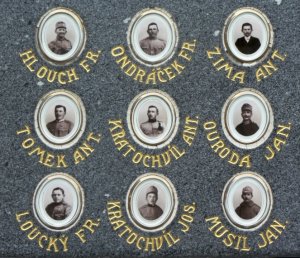 HLOUCH FR.
ONDRÁČEK FR.
ZIMA ANT.
TOMEK ANT.
KRATOCHVÍL ANT.
OURODA JAN.
LOUCKÝ FR.
KRATOCHVÍL JOS.
MUSIL JAN.